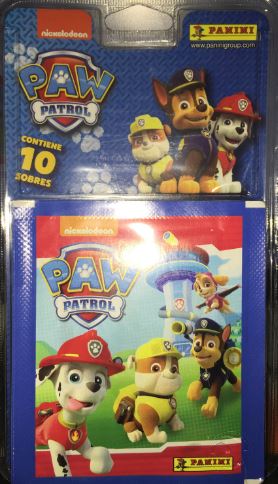 nickelodeon
PANINI
www.paninigroup.com
PAW
PATROL
CONTIENE
10
SOBRES
nickelodeon
PAW
PATROL
PANINI